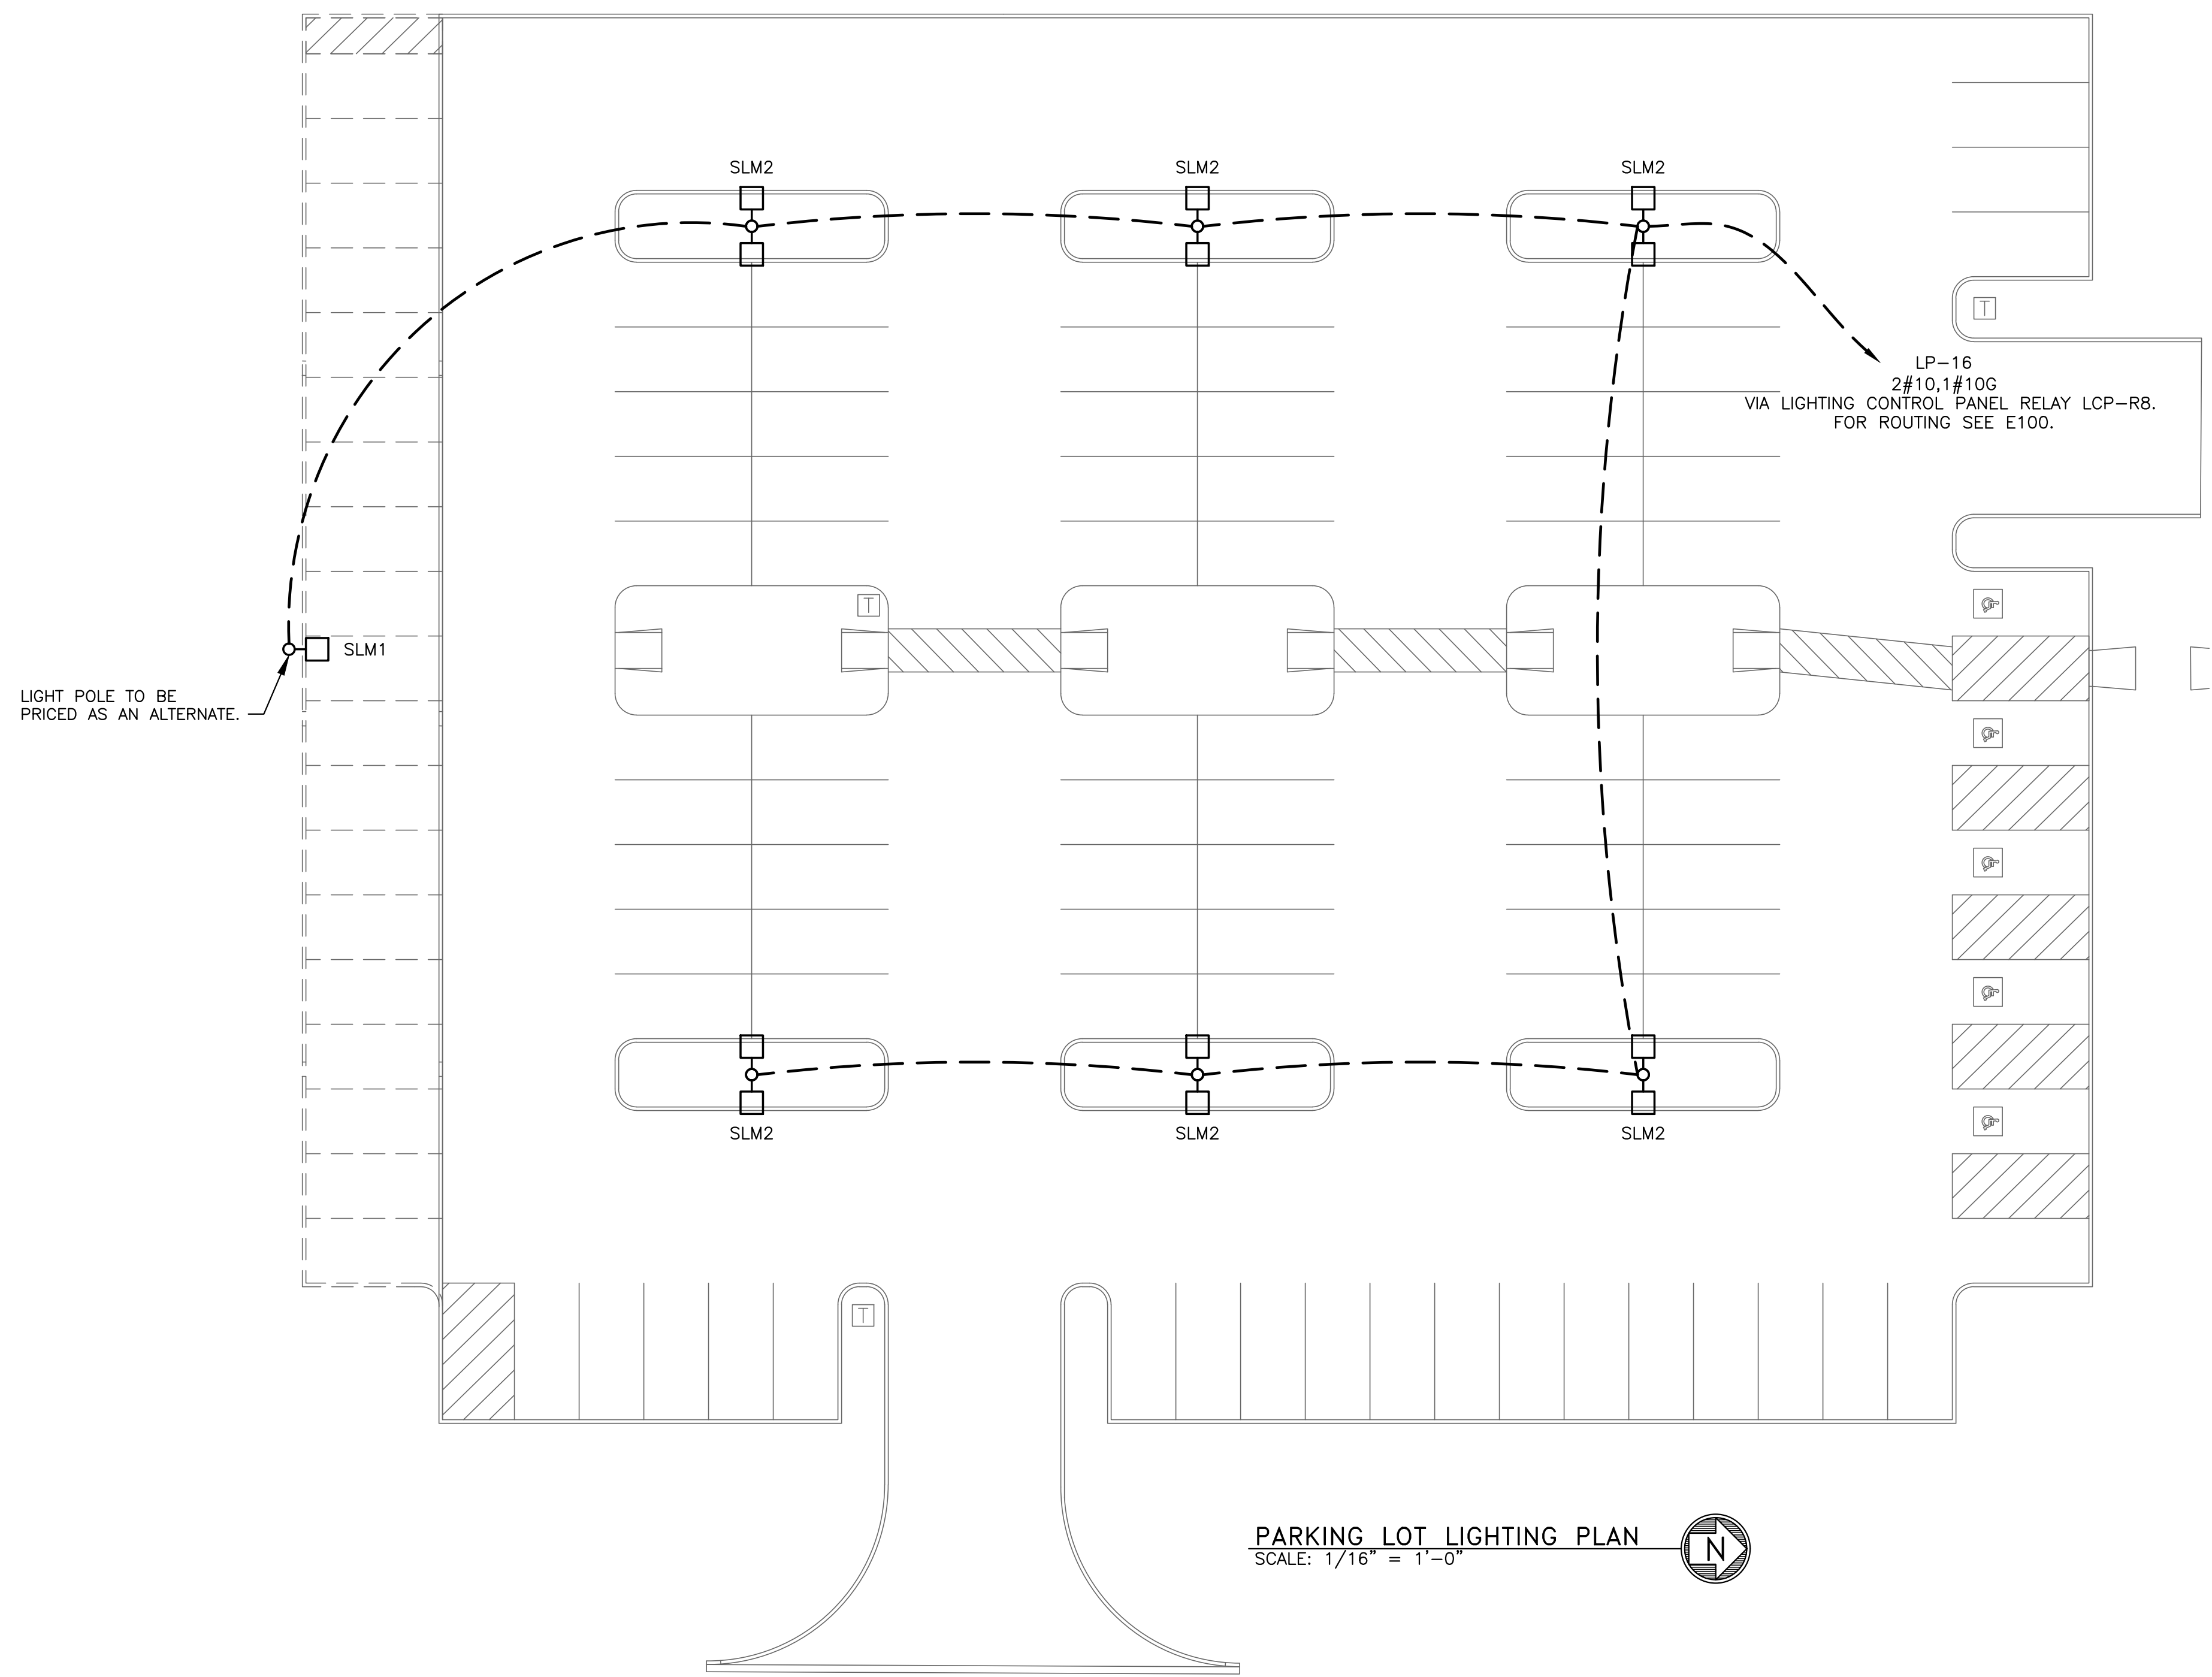 SLM2
SLM2
SLM2
T
LP-16
2#10,1#10G
VIA LIGHTING CONTROL PANEL RELAY LCP-R8.
FOR ROUTING SEE E100.
T
SLM1
LIGHT POLE TO BE
PRICED AS AN ALTERNATE.
SLM2
SLM2
SLM2
T
PARKING LOT LIGHTING PLAN
SCALE: 1/16" = 1'-0"
N